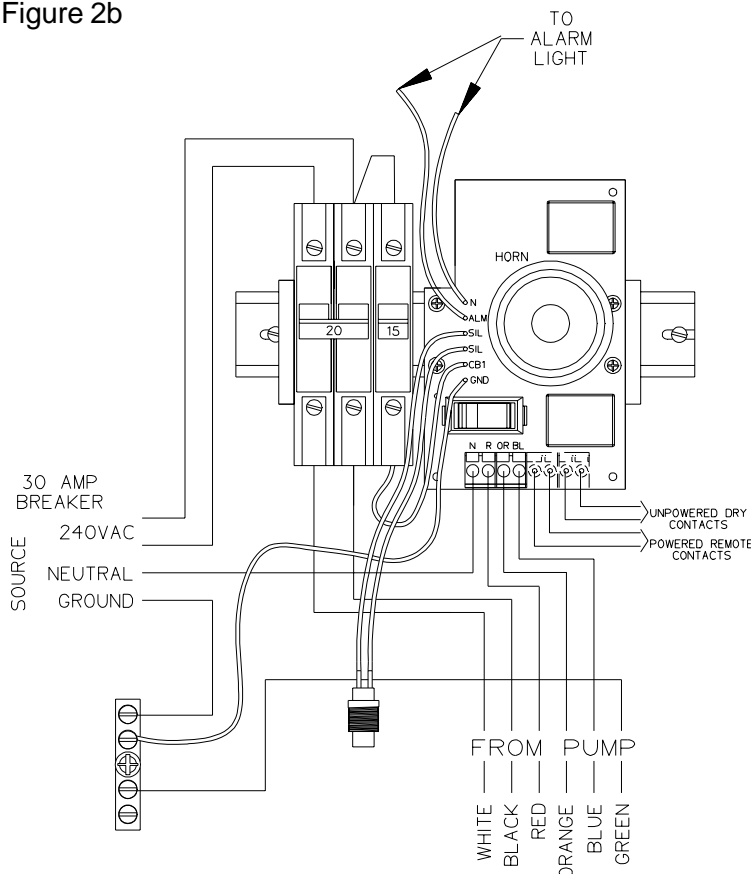 Figure 2b
TO
ALARM
LIGHT
HORN
N
ALM
SIL
SIL
CB1
GND
20
15
N R OR BL
30 AMP
BREAKER
240VAC
NEUTRAL
GROUND
SOURCE
UNPOWERED DRY
CONTACTS
POWERED REMOTE
CONTACTS
FROM PUMP
WHITE
BLACK
RED
ORANGE
BLUE
GREEN